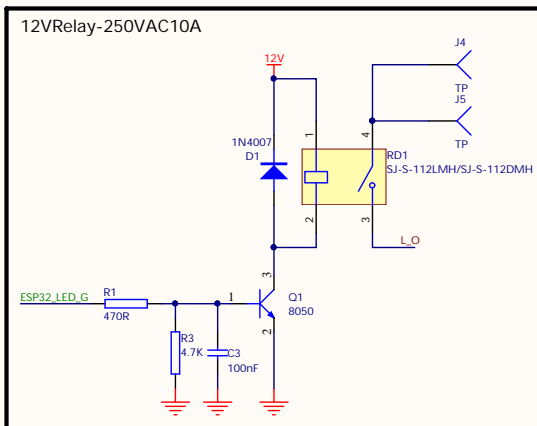 12VRelay-250VAC10A
J4
12V
TP
J5
TP
1N4007
D1
1
4
RD1
SJ-S-112LMH/SJ-S-112DMH
2
3
L_O
3
ESP32_LED_G
R1
470R
1
Q1
8050
2
R3
4.7K
C3
100nF